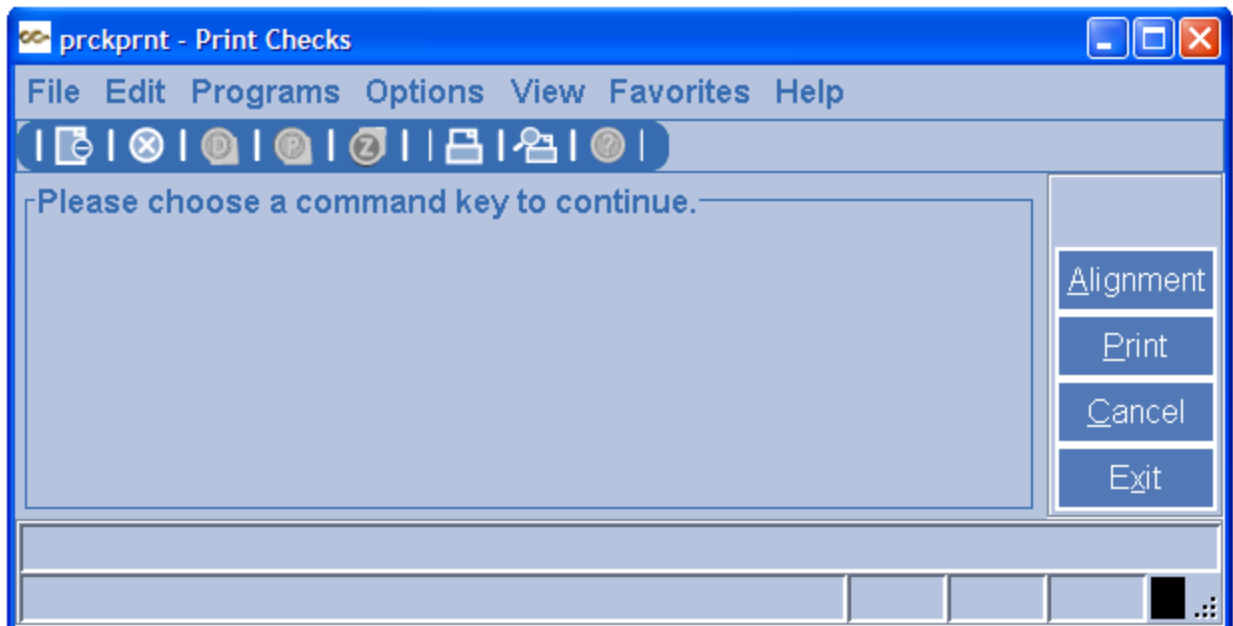 prckprnt - Print Checks
File Edit Programs Options View Favorites Help
D P Z ?
Please choose a command key to continue.
Alignment
Print
Cancel
Exit